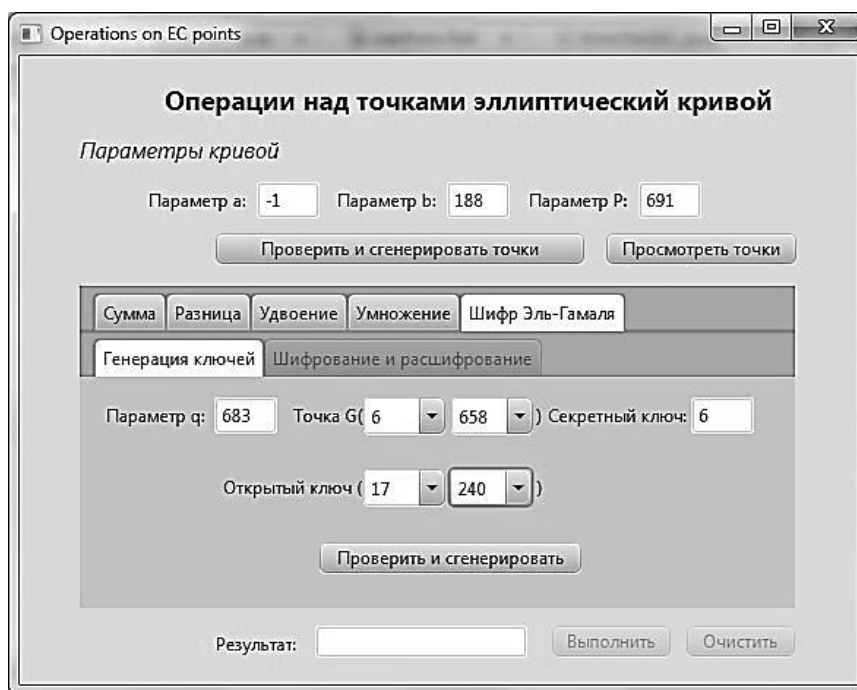 Operations on EC points
Операции над точками эллиптический кривой
Параметры кривой
Параметр a: -1 Параметр b: 188 Параметр P: 691
Проверить и сгенерировать точки Просмотреть точки
Сумма Разница Удвоение Умножение Шифр Эль-Гамаля
Генерация ключей Шифрование и расшифрование
Параметр q: 683 Точка G( 6 658 ) Секретный ключ: 6
Открытый ключ ( 17 240 )
Проверить и сгенерировать
Результат: Выполнить Очистить